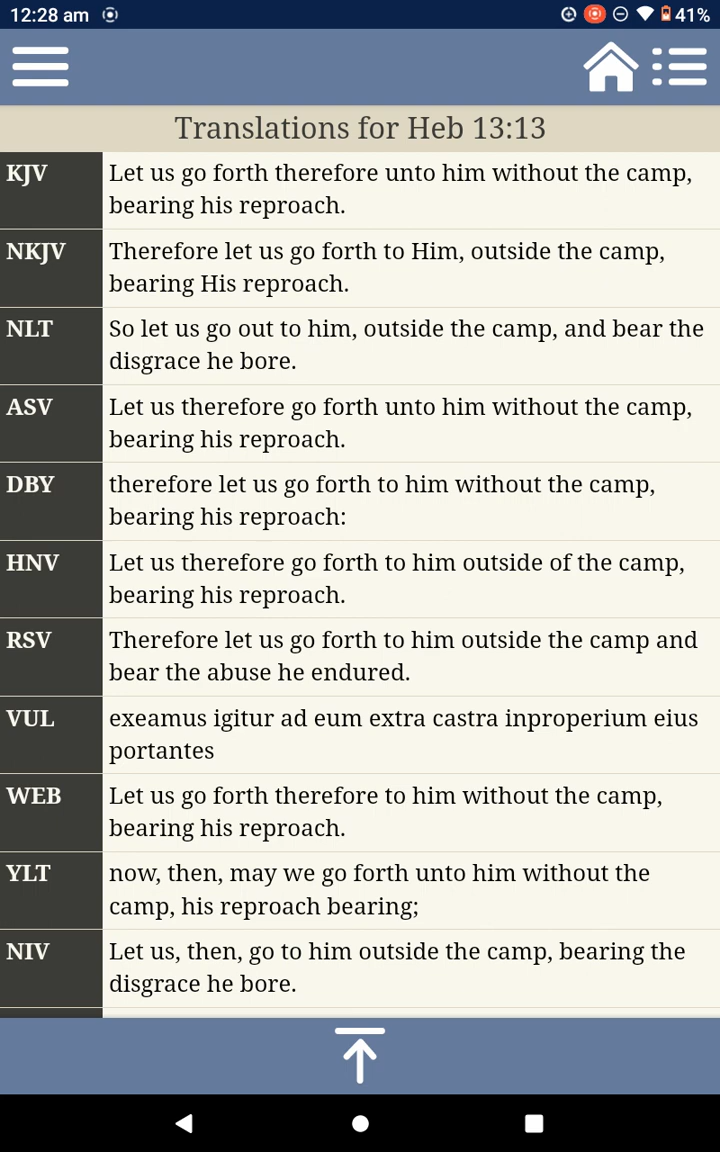 12:28 am
41%
Translations for Heb 13:13
KJV
Let us go forth therefore unto him without the camp,
bearing his reproach.
NKJV
Therefore let us go forth to Him, outside the camp,
bearing His reproach.
NLT
So let us go out to him, outside the camp, and bear the
disgrace he bore.
ASV
Let us therefore go forth unto him without the camp,
bearing his reproach.
DBY
therefore let us go forth to him without the camp,
bearing his reproach:
HNV
Let us therefore go forth to him outside of the camp,
bearing his reproach.
RSV
Therefore let us go forth to him outside the camp and
bear the abuse he endured.
VUL
exeamus igitur ad eum extra castra inproperium eius
portantes
WEB
Let us go forth therefore to him without the camp,
bearing his reproach.
YLT
now, then, may we go forth unto him without the
camp, his reproach bearing;
NIV
Let us, then, go to him outside the camp, bearing the
disgrace he bore.